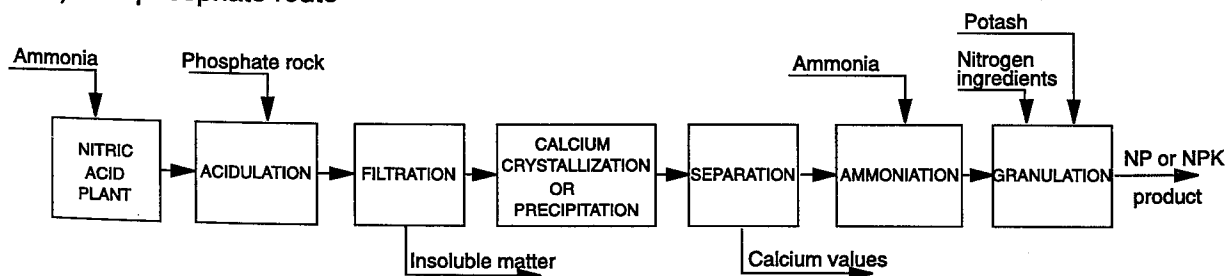 phosphate route
Potash
Ammonia
Phosphate rock
Ammonia
Nitrogen
ingredients
NITRIC
ACID
PLANT
ACIDULATION
FILTRATION
CALCIUM
CRYSTALLIZATION
OR
PRECIPITATION
SEPARATION
AMMONIATION
GRANULATION
NP or NPK
product
Insoluble matter
Calcium values